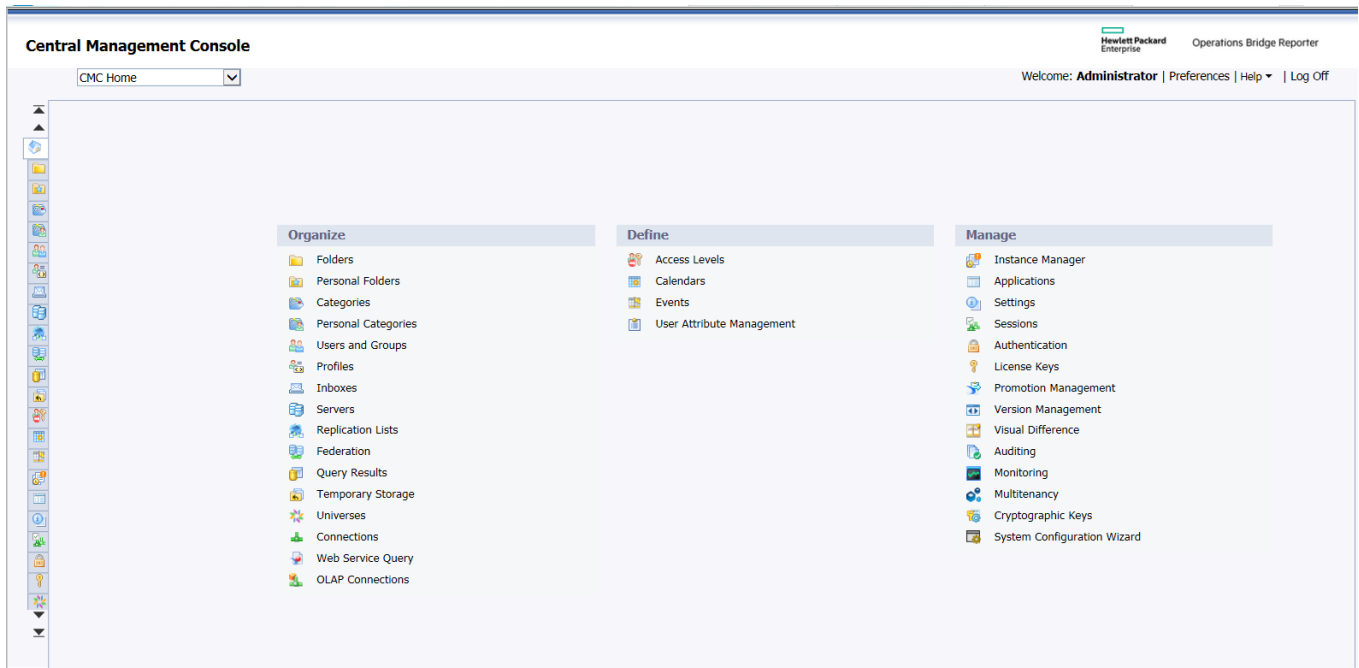 Central Management Console
Hewlett Packard
Enterprise
Operations Bridge Reporter
CMC Home
Welcome: Administrator | Preferences | Help | Log Off
Organize
Folders
Personal Folders
Categories
Personal Categories
Users and Groups
Profiles
Inboxes
Servers
Replication Lists
Federation
Query Results
Temporary Storage
Universes
Connections
Web Service Query
OLAP Connections
Define
Access Levels
Calendars
Events
User Attribute Management
Manage
Instance Manager
Applications
Settings
Sessions
Authentication
License Keys
Promotion Management
Version Management
Visual Difference
Auditing
Monitoring
Multitenancy
Cryptographic Keys
System Configuration Wizard